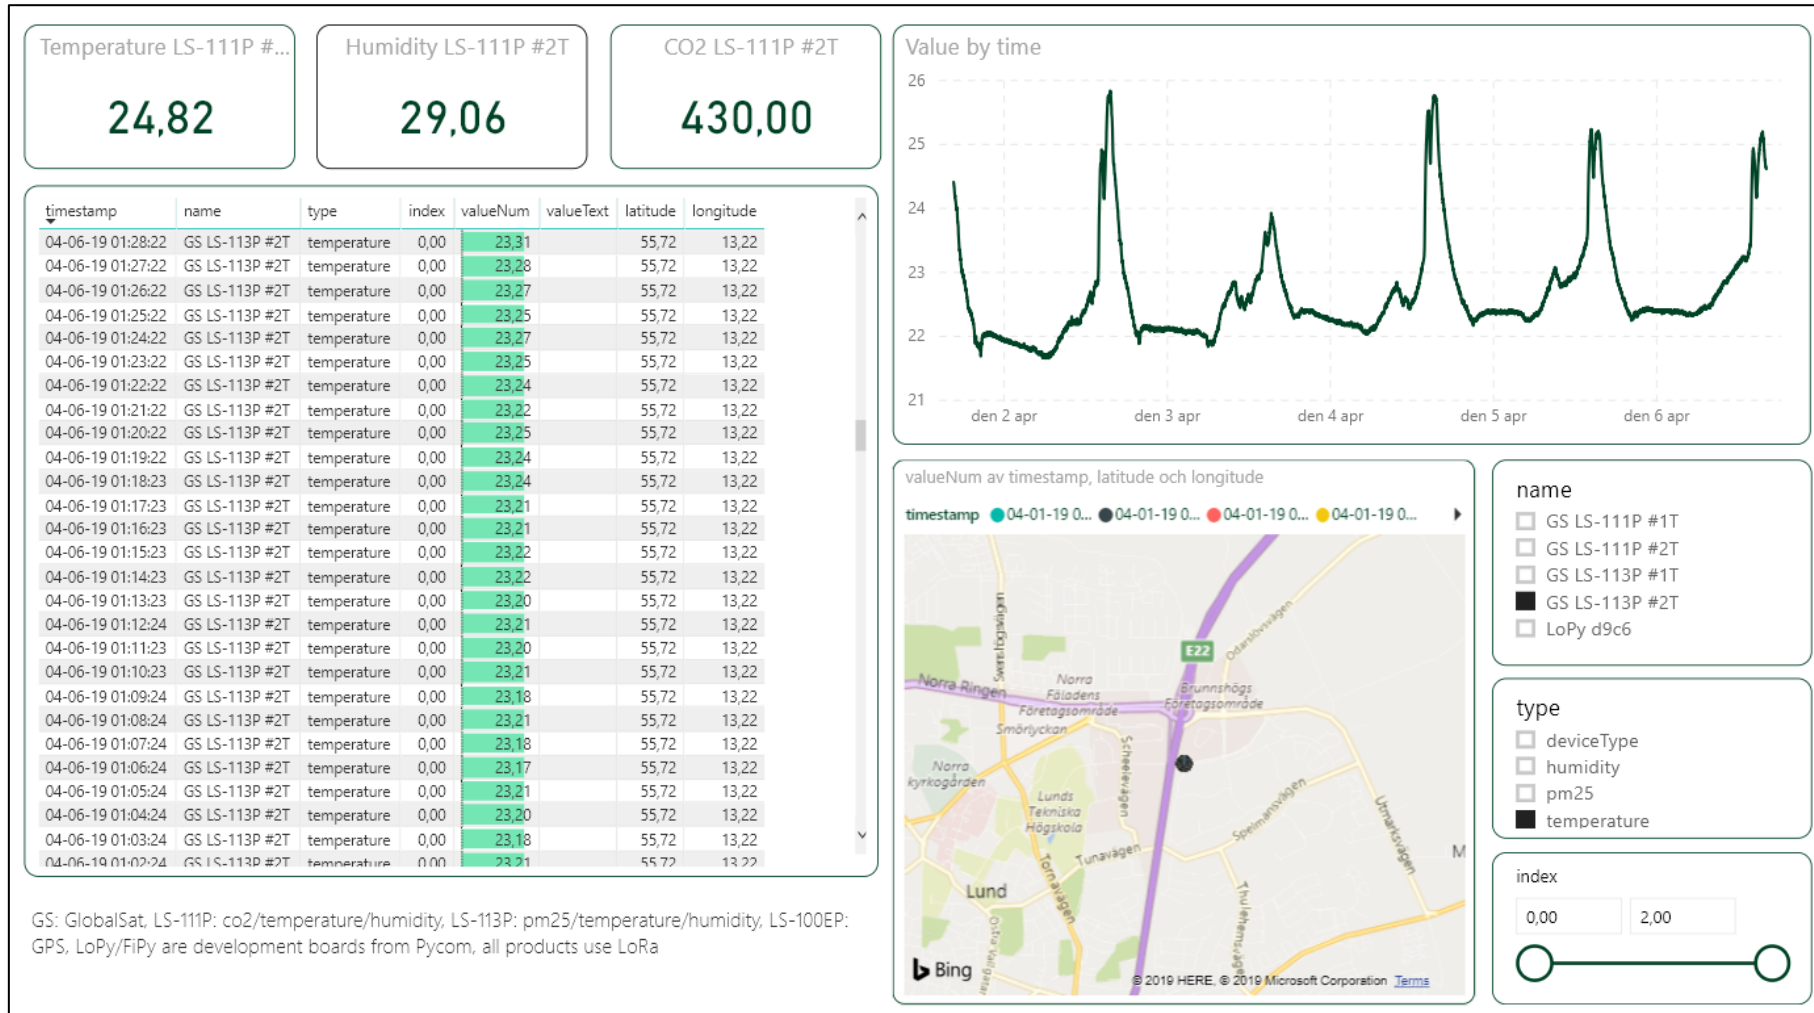 Temperature LS-111P #...
24,82
Humidity LS-111P #2T
29,06
CO2 LS-111P #2T
430,00
timestamp name type index valueNum valueText latitude longitude
04-06-19 01:28:22 GS LS-113P #2T temperature 0,00 23,31 55,72 13,22
04-06-19 01:27:22 GS LS-113P #2T temperature 0,00 23,28 55,72 13,22
04-06-19 01:26:22 GS LS-113P #2T temperature 0,00 23,27 55,72 13,22
04-06-19 01:25:22 GS LS-113P #2T temperature 0,00 23,25 55,72 13,22
04-06-19 01:24:22 GS LS-113P #2T temperature 0,00 23,27 55,72 13,22
04-06-19 01:23:22 GS LS-113P #2T temperature 0,00 23,25 55,72 13,22
04-06-19 01:22:22 GS LS-113P #2T temperature 0,00 23,24 55,72 13,22
04-06-19 01:21:22 GS LS-113P #2T temperature 0,00 23,22 55,72 13,22
04-06-19 01:20:22 GS LS-113P #2T temperature 0,00 23,25 55,72 13,22
04-06-19 01:19:22 GS LS-113P #2T temperature 0,00 23,24 55,72 13,22
04-06-19 01:18:23 GS LS-113P #2T temperature 0,00 23,24 55,72 13,22
04-06-19 01:17:23 GS LS-113P #2T temperature 0,00 23,21 55,72 13,22
04-06-19 01:16:23 GS LS-113P #2T temperature 0,00 23,21 55,72 13,22
04-06-19 01:15:23 GS LS-113P #2T temperature 0,00 23,22 55,72 13,22
04-06-19 01:14:23 GS LS-113P #2T temperature 0,00 23,22 55,72 13,22
04-06-19 01:13:23 GS LS-113P #2T temperature 0,00 23,20 55,72 13,22
04-06-19 01:12:24 GS LS-113P #2T temperature 0,00 23,21 55,72 13,22
04-06-19 01:11:23 GS LS-113P #2T temperature 0,00 23,20 55,72 13,22
04-06-19 01:10:23 GS LS-113P #2T temperature 0,00 23,21 55,72 13,22
04-06-19 01:09:24 GS LS-113P #2T temperature 0,00 23,18 55,72 13,22
04-06-19 01:08:24 GS LS-113P #2T temperature 0,00 23,21 55,72 13,22
04-06-19 01:07:24 GS LS-113P #2T temperature 0,00 23,18 55,72 13,22
04-06-19 01:06:24 GS LS-113P #2T temperature 0,00 23,17 55,72 13,22
04-06-19 01:05:24 GS LS-113P #2T temperature 0,00 23,21 55,72 13,22
04-06-19 01:04:24 GS LS-113P #2T temperature 0,00 23,20 55,72 13,22
04-06-19 01:03:24 GS LS-113P #2T temperature 0,00 23,18 55,72 13,22
04-06-19 01:02:24 GS LS-113P #2T temperature 0,00 23,21 55,72 13,22
GS: GlobalSat, LS-111P: co2/temperature/humidity, LS-113P: pm25/temperature/humidity, LS-100EP:
GPS, LoPy/FiPy are development boards from Pycom, all products use LoRa
Value by time
26
25
24
23
22
21
den 2 apr den 3 apr den 4 apr den 5 apr den 6 apr
valueNum av timestamp, latitude och longitude
timestamp 04-01-19 0... 04-01-19 0... 04-01-19 0... 04-01-19 0...
Svenshögsvägen
Odarslövsvägen
E22
Norra Ringen
Norra
Fäladens
Företagsområde
Brunnshögs
Företagsområde
Smörlyckan
Scheelevägen
Norra
kyrkogården
Lunds
Tekniska
Högskola
Spelmansvägen
Utmarksvägen
Tunavägen
Tornavägen
M
Lund
Thulehemsvägen
Östra Vallgatan
Bing
© 2019 HERE, © 2019 Microsoft Corporation Terms
name
GS LS-111P #1T
GS LS-111P #2T
GS LS-113P #1T
GS LS-113P #2T
LoPy d9c6
type
deviceType
humidity
pm25
temperature
index
0,00 2,00